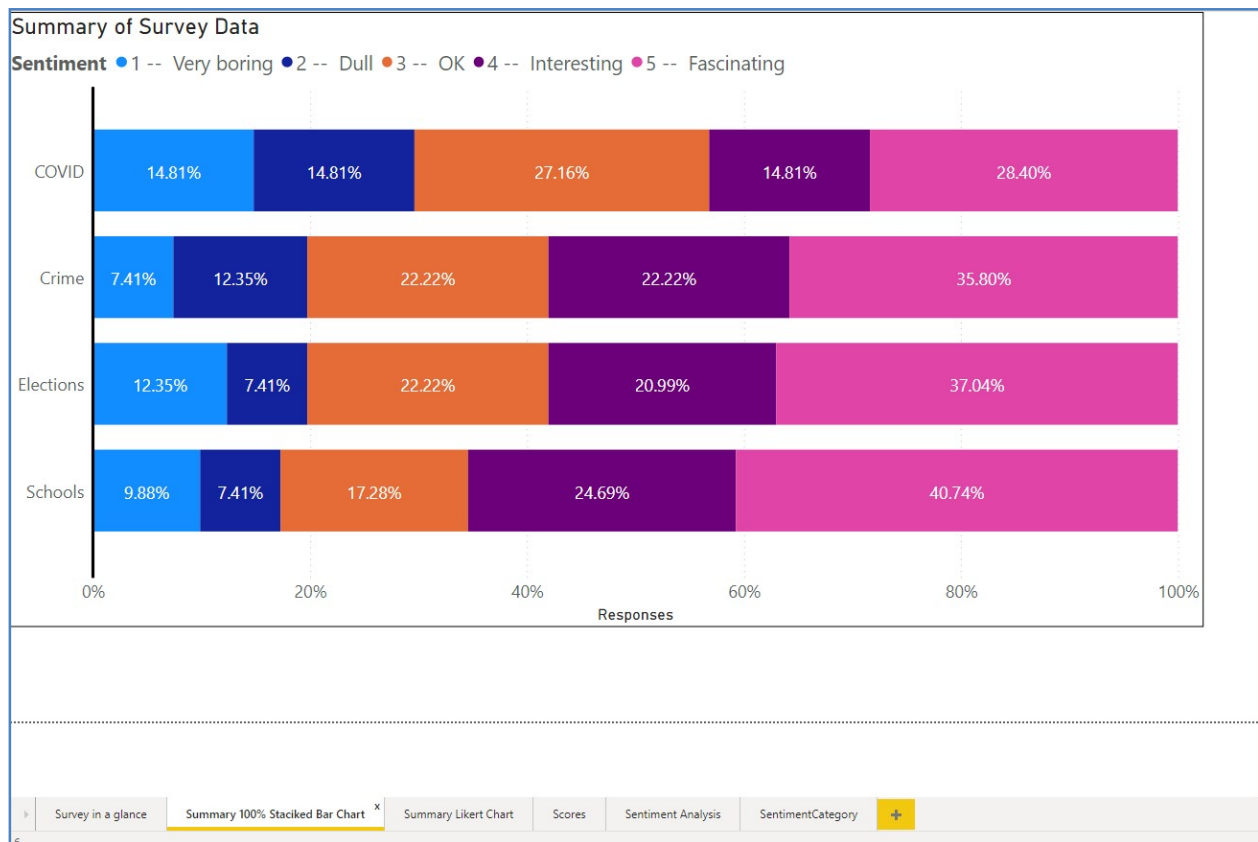 Summary of Survey Data
Sentiment 1 -- Very boring 2 -- Dull 3 -- OK 4 -- Interesting 5 -- Fascinating
COVID 14.81% 14.81% 27.16% 14.81% 28.40%
Crime 7.41% 12.35% 22.22% 22.22% 35.80%
Elections 12.35% 7.41% 22.22% 20.99% 37.04%
Schools 9.88% 7.41% 17.28% 24.69% 40.74%
0% 20% 40% 60% 80% 100%
Responses
Survey in a glance Summary 100% Staciked Bar Chart x Summary Likert Chart Scores Sentiment Analysis SentimentCategory +